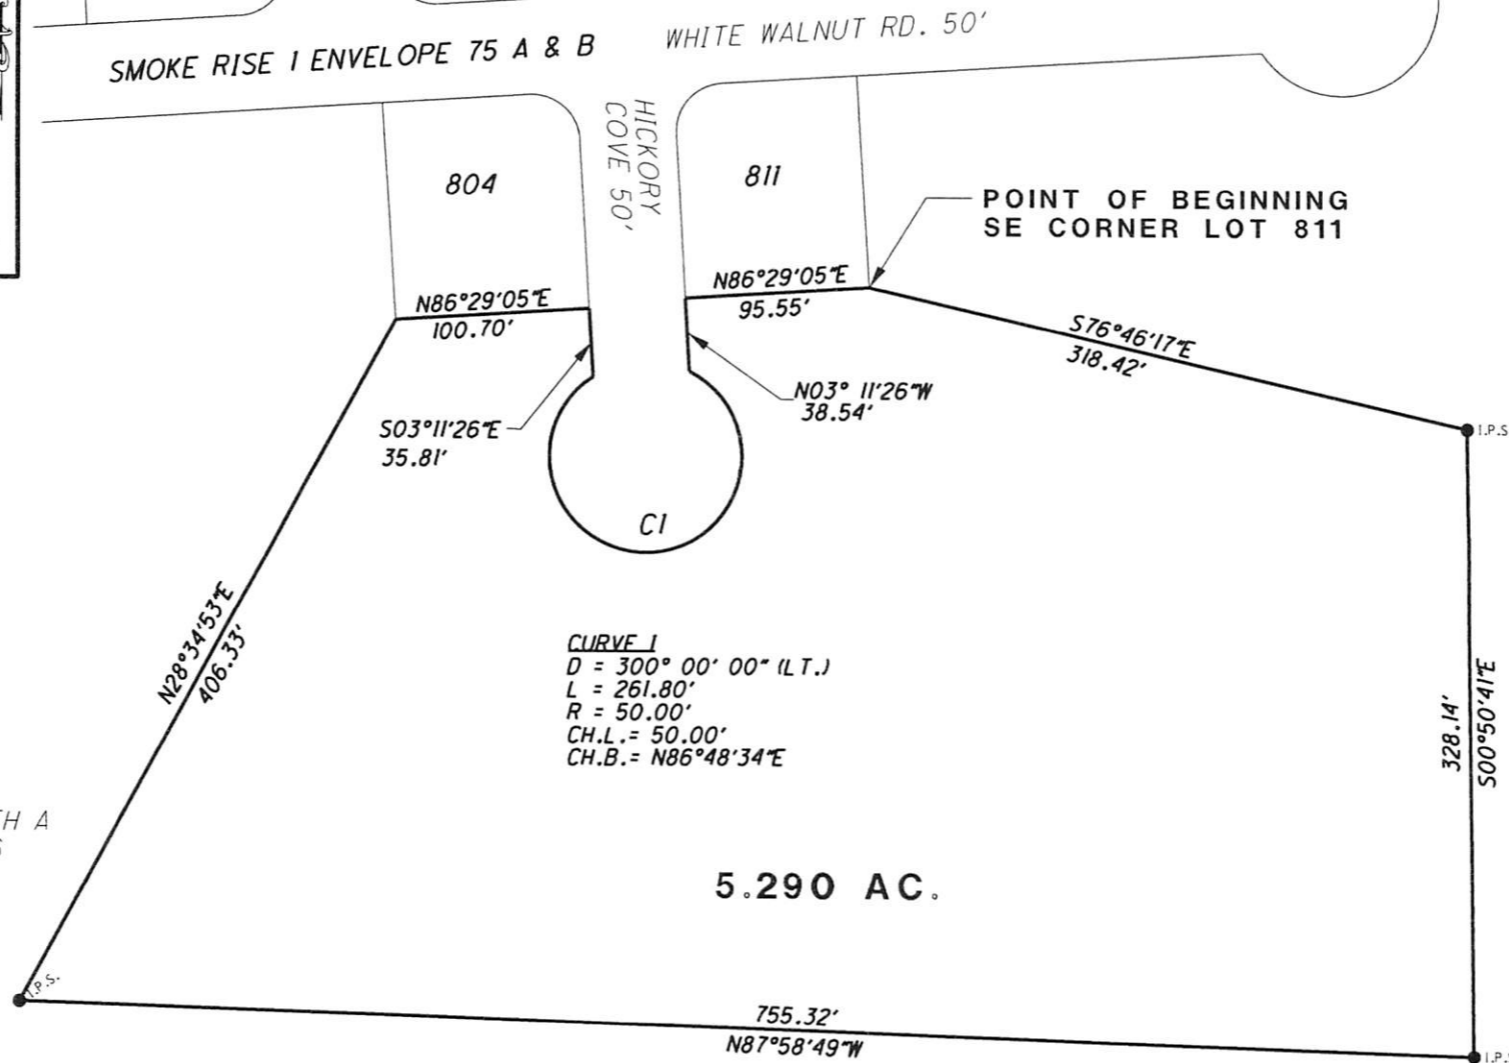 SMOKE RISE 1 ENVELOPE 75 A & B
WHITE WALNUT RD. 50'
HICKORY
COVE 50'
804
811
POINT OF BEGINNING
SE CORNER LOT 811
N86°29'05"E
100.70'
N86°29'05"E
95.55'
S76°46'17"E
318.42'
I.P.S
S03°11'26"E
35.81'
N03° 11'26"W
38.54'
C1
N28°34'53"E
406.33'
CURVE 1
D = 300° 00' 00" (LT.)
L = 261.80'
R = 50.00'
CH.L.= 50.00'
CH.B.= N86°48'34"E
328.14'
S00°50'41"E
H A
5.290 AC.
I.P.S.
755.32'
N87°58'49"W
I.P.